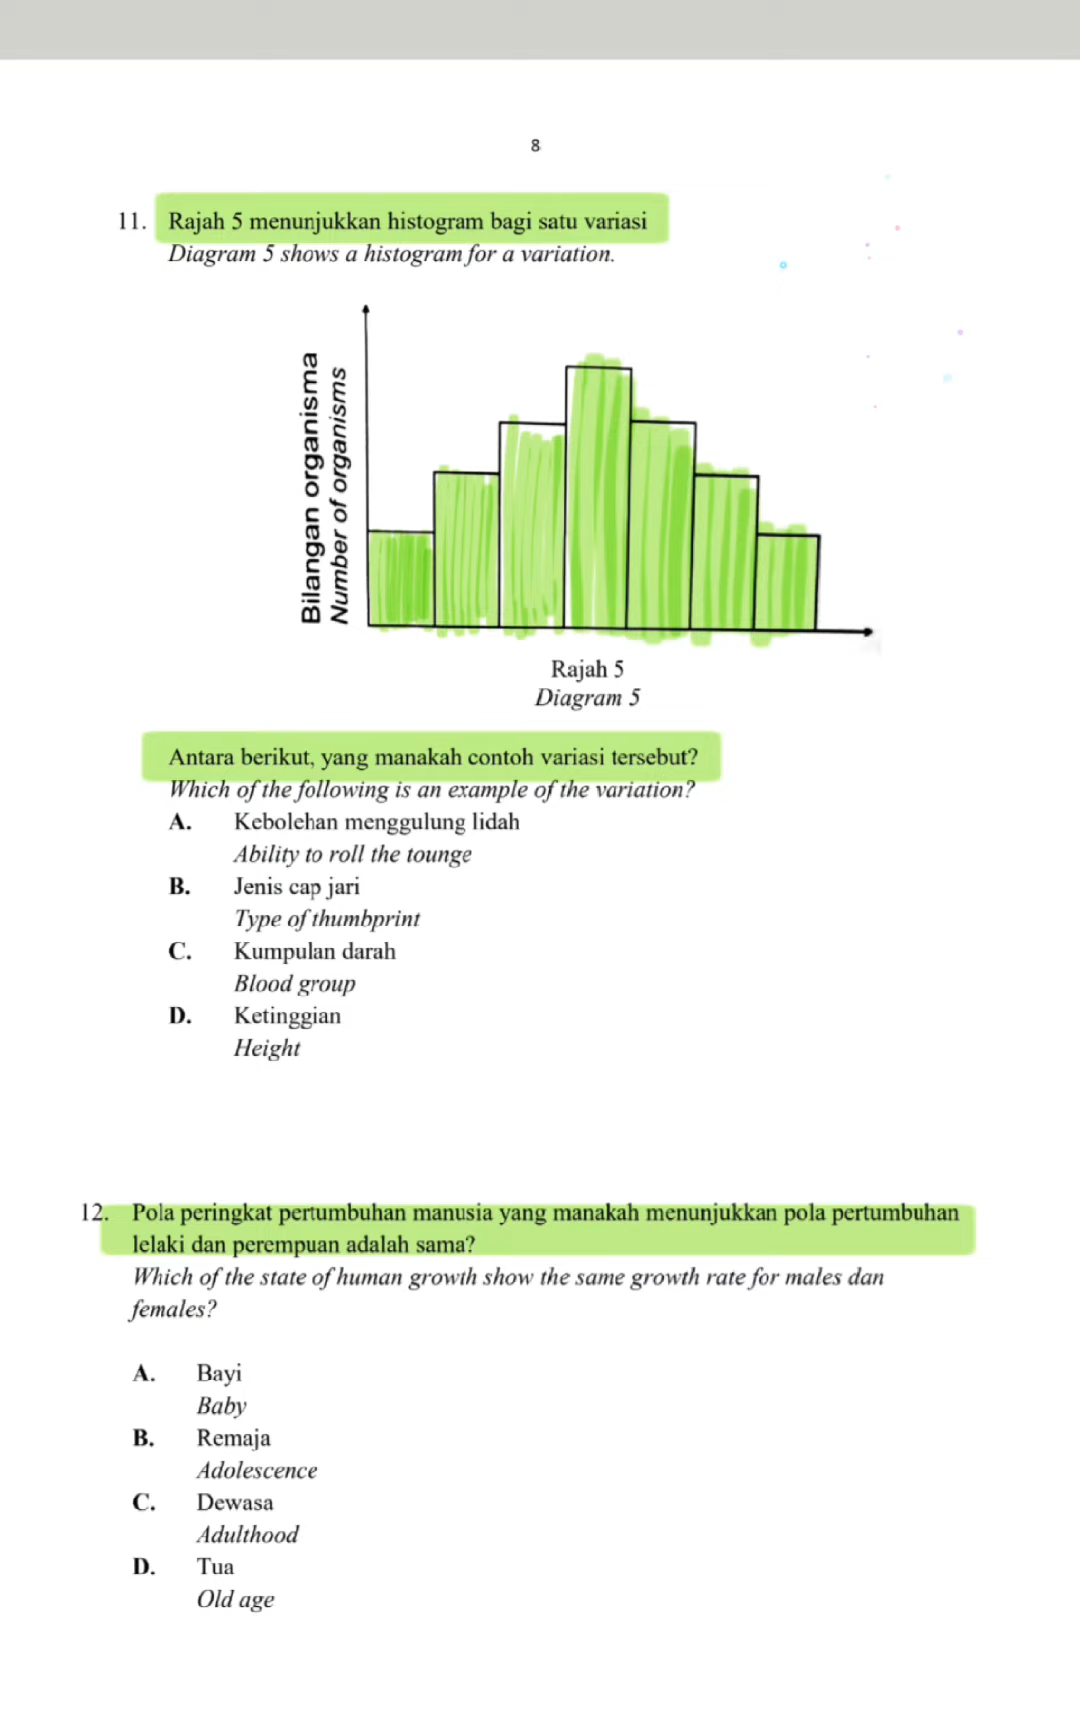 8
11. Rajah 5 menunjukkan histogram bagi satu variasi
Diagram 5 shows a histogram for a variation.
Bilangan organisma
Number of organisms
Rajah 5
Diagram 5
Antara berikut, yang manakah contoh variasi tersebut?
Which of the following is an example of the variation?
A. Kebolehan menggulung lidah
Ability to roll the tounge
B. Jenis cap jari
Type of thumbprint
C. Kumpulan darah
Blood group
D. Ketinggian
Height
12. Pola peringkat pertumbuhan manusia yang manakah menunjukkan pola pertumbuhan
lelaki dan perempuan adalah sama?
Which of the state of human growth show the same growth rate for males dan
females?
A. Bayi
Baby
B. Remaja
Adolescence
C. Dewasa
Adulthood
D. Tua
Old age